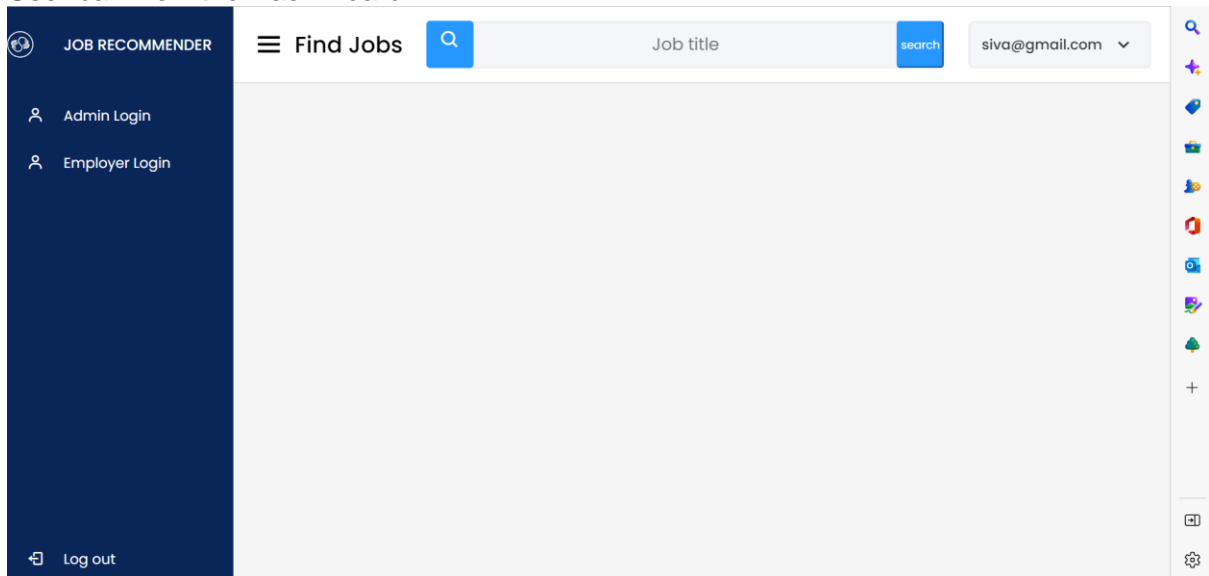 JOB RECOMMENDER
Find Jobs
Job title
search
siva@gmail.com
Admin Login
Employer Login
Log out